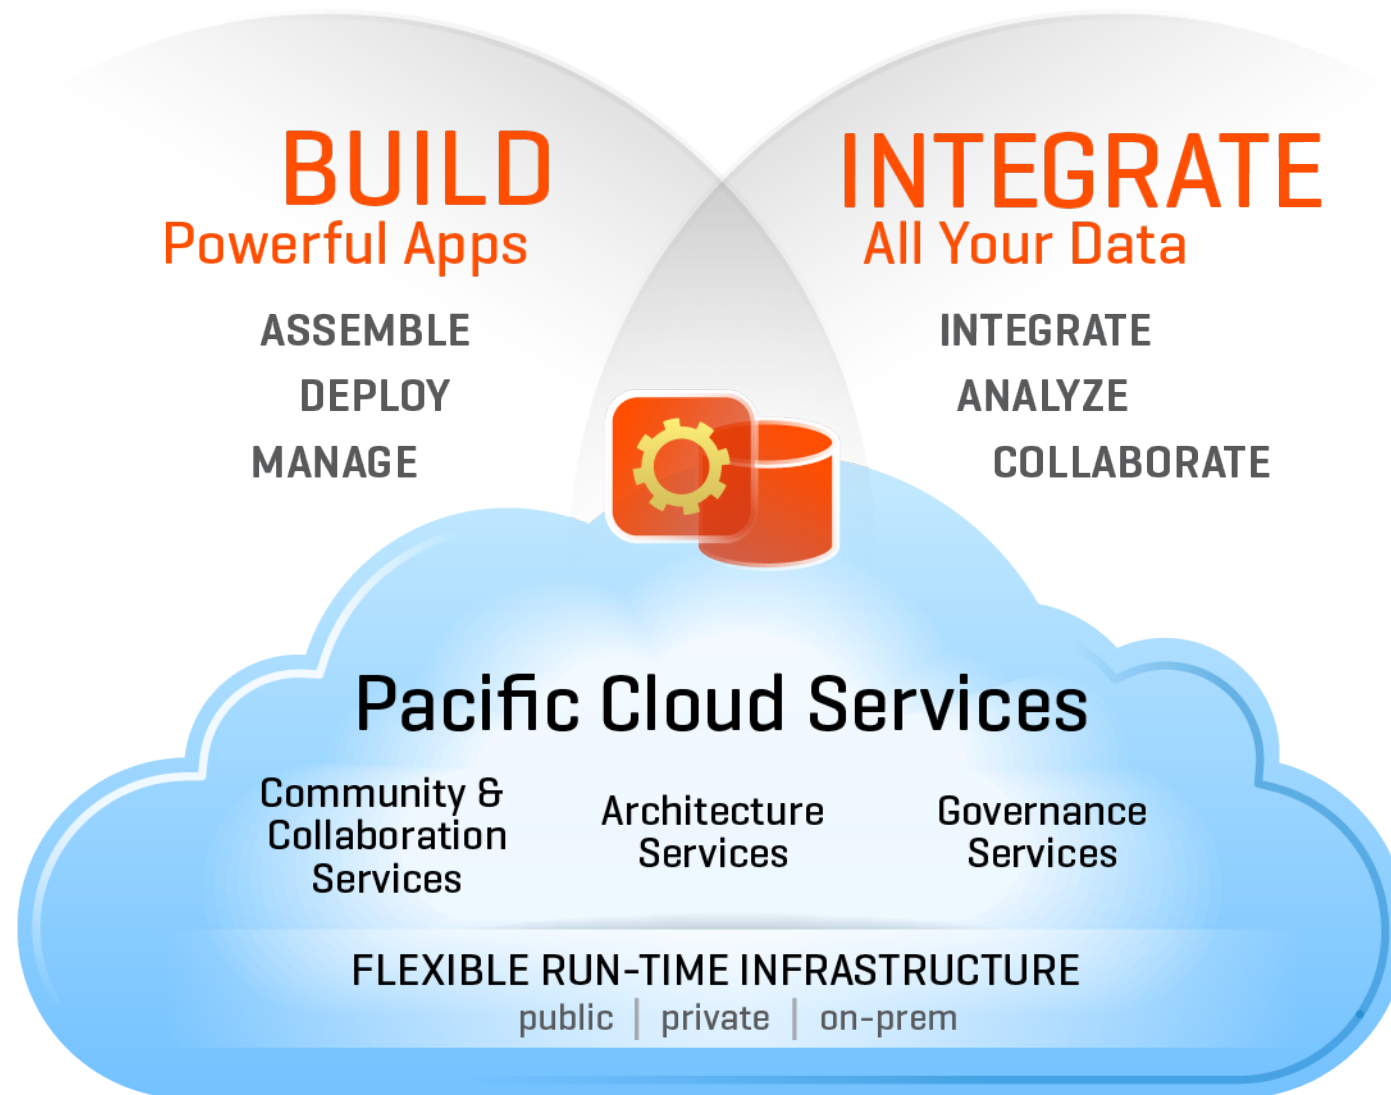 BUILD
Powerful Apps
ASSEMBLE
DEPLOY
MANAGE
INTEGRATE
All Your Data
INTEGRATE
ANALYZE
COLLABORATE
Pacific Cloud Services
Community &
Collaboration
Services
Architecture
Services
Governance
Services
FLEXIBLE RUN-TIME INFRASTRUCTURE
public | private | on-prem